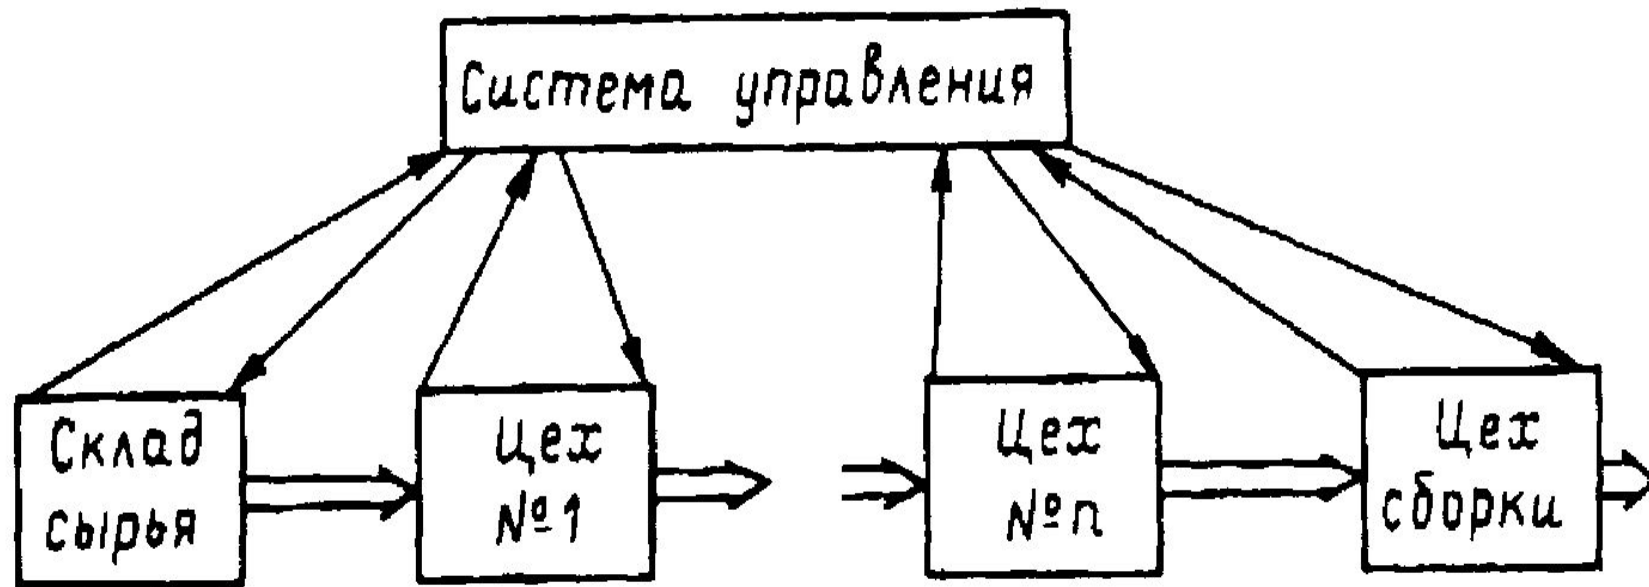 Система управления
Склад
сырья
Цех
№1
Цех
№n
Цех
сборки